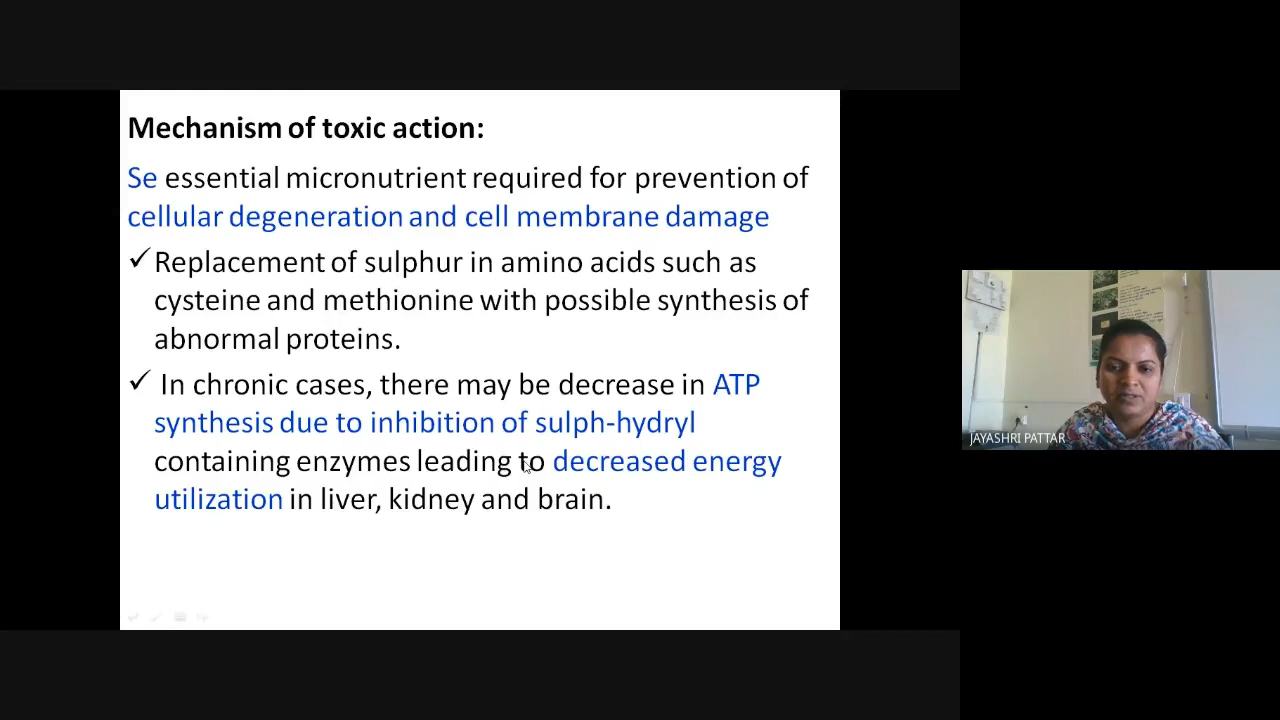 Mechanism of toxic action:
Se essential micronutrient required for prevention of
cellular degeneration and cell membrane damage
✓Replacement of sulphur in amino acids such as
cysteine and methionine with possible synthesis of
abnormal proteins.
✓ In chronic cases, there may be decrease in ATP
synthesis due to inhibition of sulph-hydryl
containing enzymes leading to decreased energy
utilization in liver, kidney and brain.
JAYASHRI PATTAR